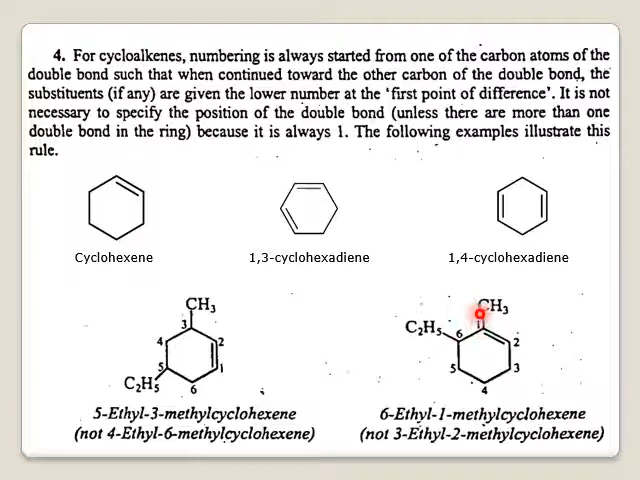 4. For cycloalkenes, numbering is always started from one of the carbon atoms of the
double bond such that when continued toward the other carbon of the double bond, the
substituents (if any) are given the lower number at the 'first point of difference'. It is not
necessary to specify the position of the double bond (unless there are more than one
double bond in the ring) because it is always 1. The following examples illustrate this
rule.
Cyclohexene
1,3-cyclohexadiene
1,4-cyclohexadiene
CH₃
3
4
2
5
1
C₂H₅
6
5-Ethyl-3-methylcyclohexene
(not 4-Ethyl-6-methylcyclohexene)
CH₃
1
C₂H₅
6
2
5
3
4
6-Ethyl-1-methylcyclohexene
(not 3-Ethyl-2-methylcyclohexene)